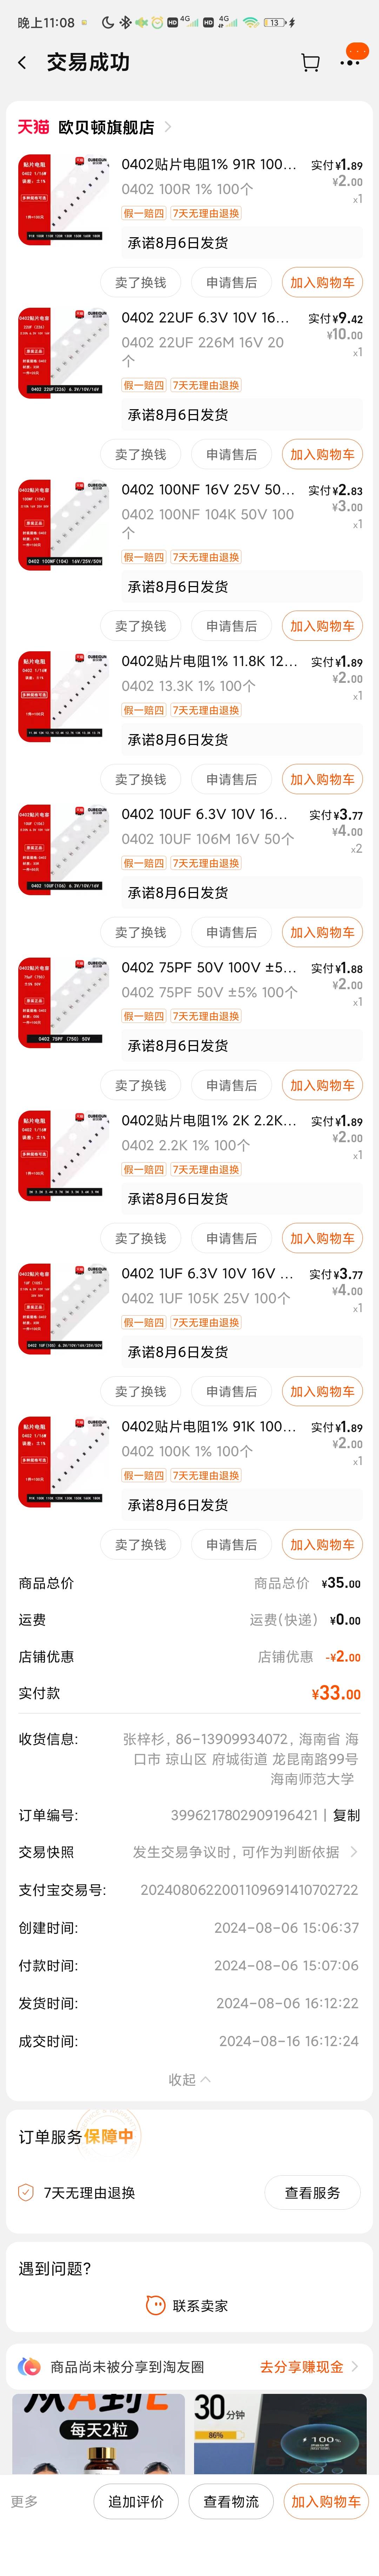 晚上11:08
4G
4G
13
交易成功
天猫 欧贝顿旗舰店
0402贴片电阻1% 91R 100... 实付¥1.89
0402 100R 1% 100个 ¥2.00
x1
假一赔四 7天无理由退换
承诺8月6日发货
卖了换钱 申请售后 加入购物车
0402 22UF 6.3V 10V 16... 实付¥9.42
0402 22UF 226M 16V 20个 ¥10.00
x1
假一赔四 7天无理由退换
承诺8月6日发货
卖了换钱 申请售后 加入购物车
0402 100NF 16V 25V 50... 实付¥2.83
0402 100NF 104K 50V 100个 ¥3.00
x1
假一赔四 7天无理由退换
承诺8月6日发货
卖了换钱 申请售后 加入购物车
0402贴片电阻1% 11.8K 12... 实付¥1.89
0402 13.3K 1% 100个 ¥2.00
x1
假一赔四 7天无理由退换
承诺8月6日发货
卖了换钱 申请售后 加入购物车
0402 10UF 6.3V 10V 16... 实付¥3.77
0402 10UF 106M 16V 50个 ¥4.00
x2
假一赔四 7天无理由退换
承诺8月6日发货
卖了换钱 申请售后 加入购物车
0402 75PF 50V 100V ±5... 实付¥1.88
0402 75PF 50V ±5% 100个 ¥2.00
x1
假一赔四 7天无理由退换
承诺8月6日发货
卖了换钱 申请售后 加入购物车
0402贴片电阻1% 2K 2.2K... 实付¥1.89
0402 2.2K 1% 100个 ¥2.00
x1
假一赔四 7天无理由退换
承诺8月6日发货
卖了换钱 申请售后 加入购物车
0402 1UF 6.3V 10V 16V ... 实付¥3.77
0402 1UF 105K 25V 100个 ¥4.00
x1
假一赔四 7天无理由退换
承诺8月6日发货
卖了换钱 申请售后 加入购物车
0402贴片电阻1% 91K 100... 实付¥1.89
0402 100K 1% 100个 ¥2.00
x1
假一赔四 7天无理由退换
承诺8月6日发货
卖了换钱 申请售后 加入购物车
商品总价 商品总价 ¥35.00
运费 运费(快递) ¥0.00
店铺优惠 店铺优惠 -¥2.00
实付款 ¥33.00
收货信息: 张梓杉, 86-13909934072, 海南省 海
口市 琼山区 府城街道 龙昆南路99号
海南师范大学
订单编号: 3996217802909196421 | 复制
交易快照 发生交易争议时, 可作为判断依据
支付宝交易号: 2024080622001109691410702722
创建时间: 2024-08-06 15:06:37
付款时间: 2024-08-06 15:07:06
发货时间: 2024-08-06 16:12:22
成交时间: 2024-08-16 16:12:24
收起
订单服务 保障中
7天无理由退换 查看服务
遇到问题?
联系卖家
商品尚未被分享到淘友圈 去分享赚现金
从A到E
每天2粒
30分钟
86%
100%
更多 追加评价 查看物流 加入购物车